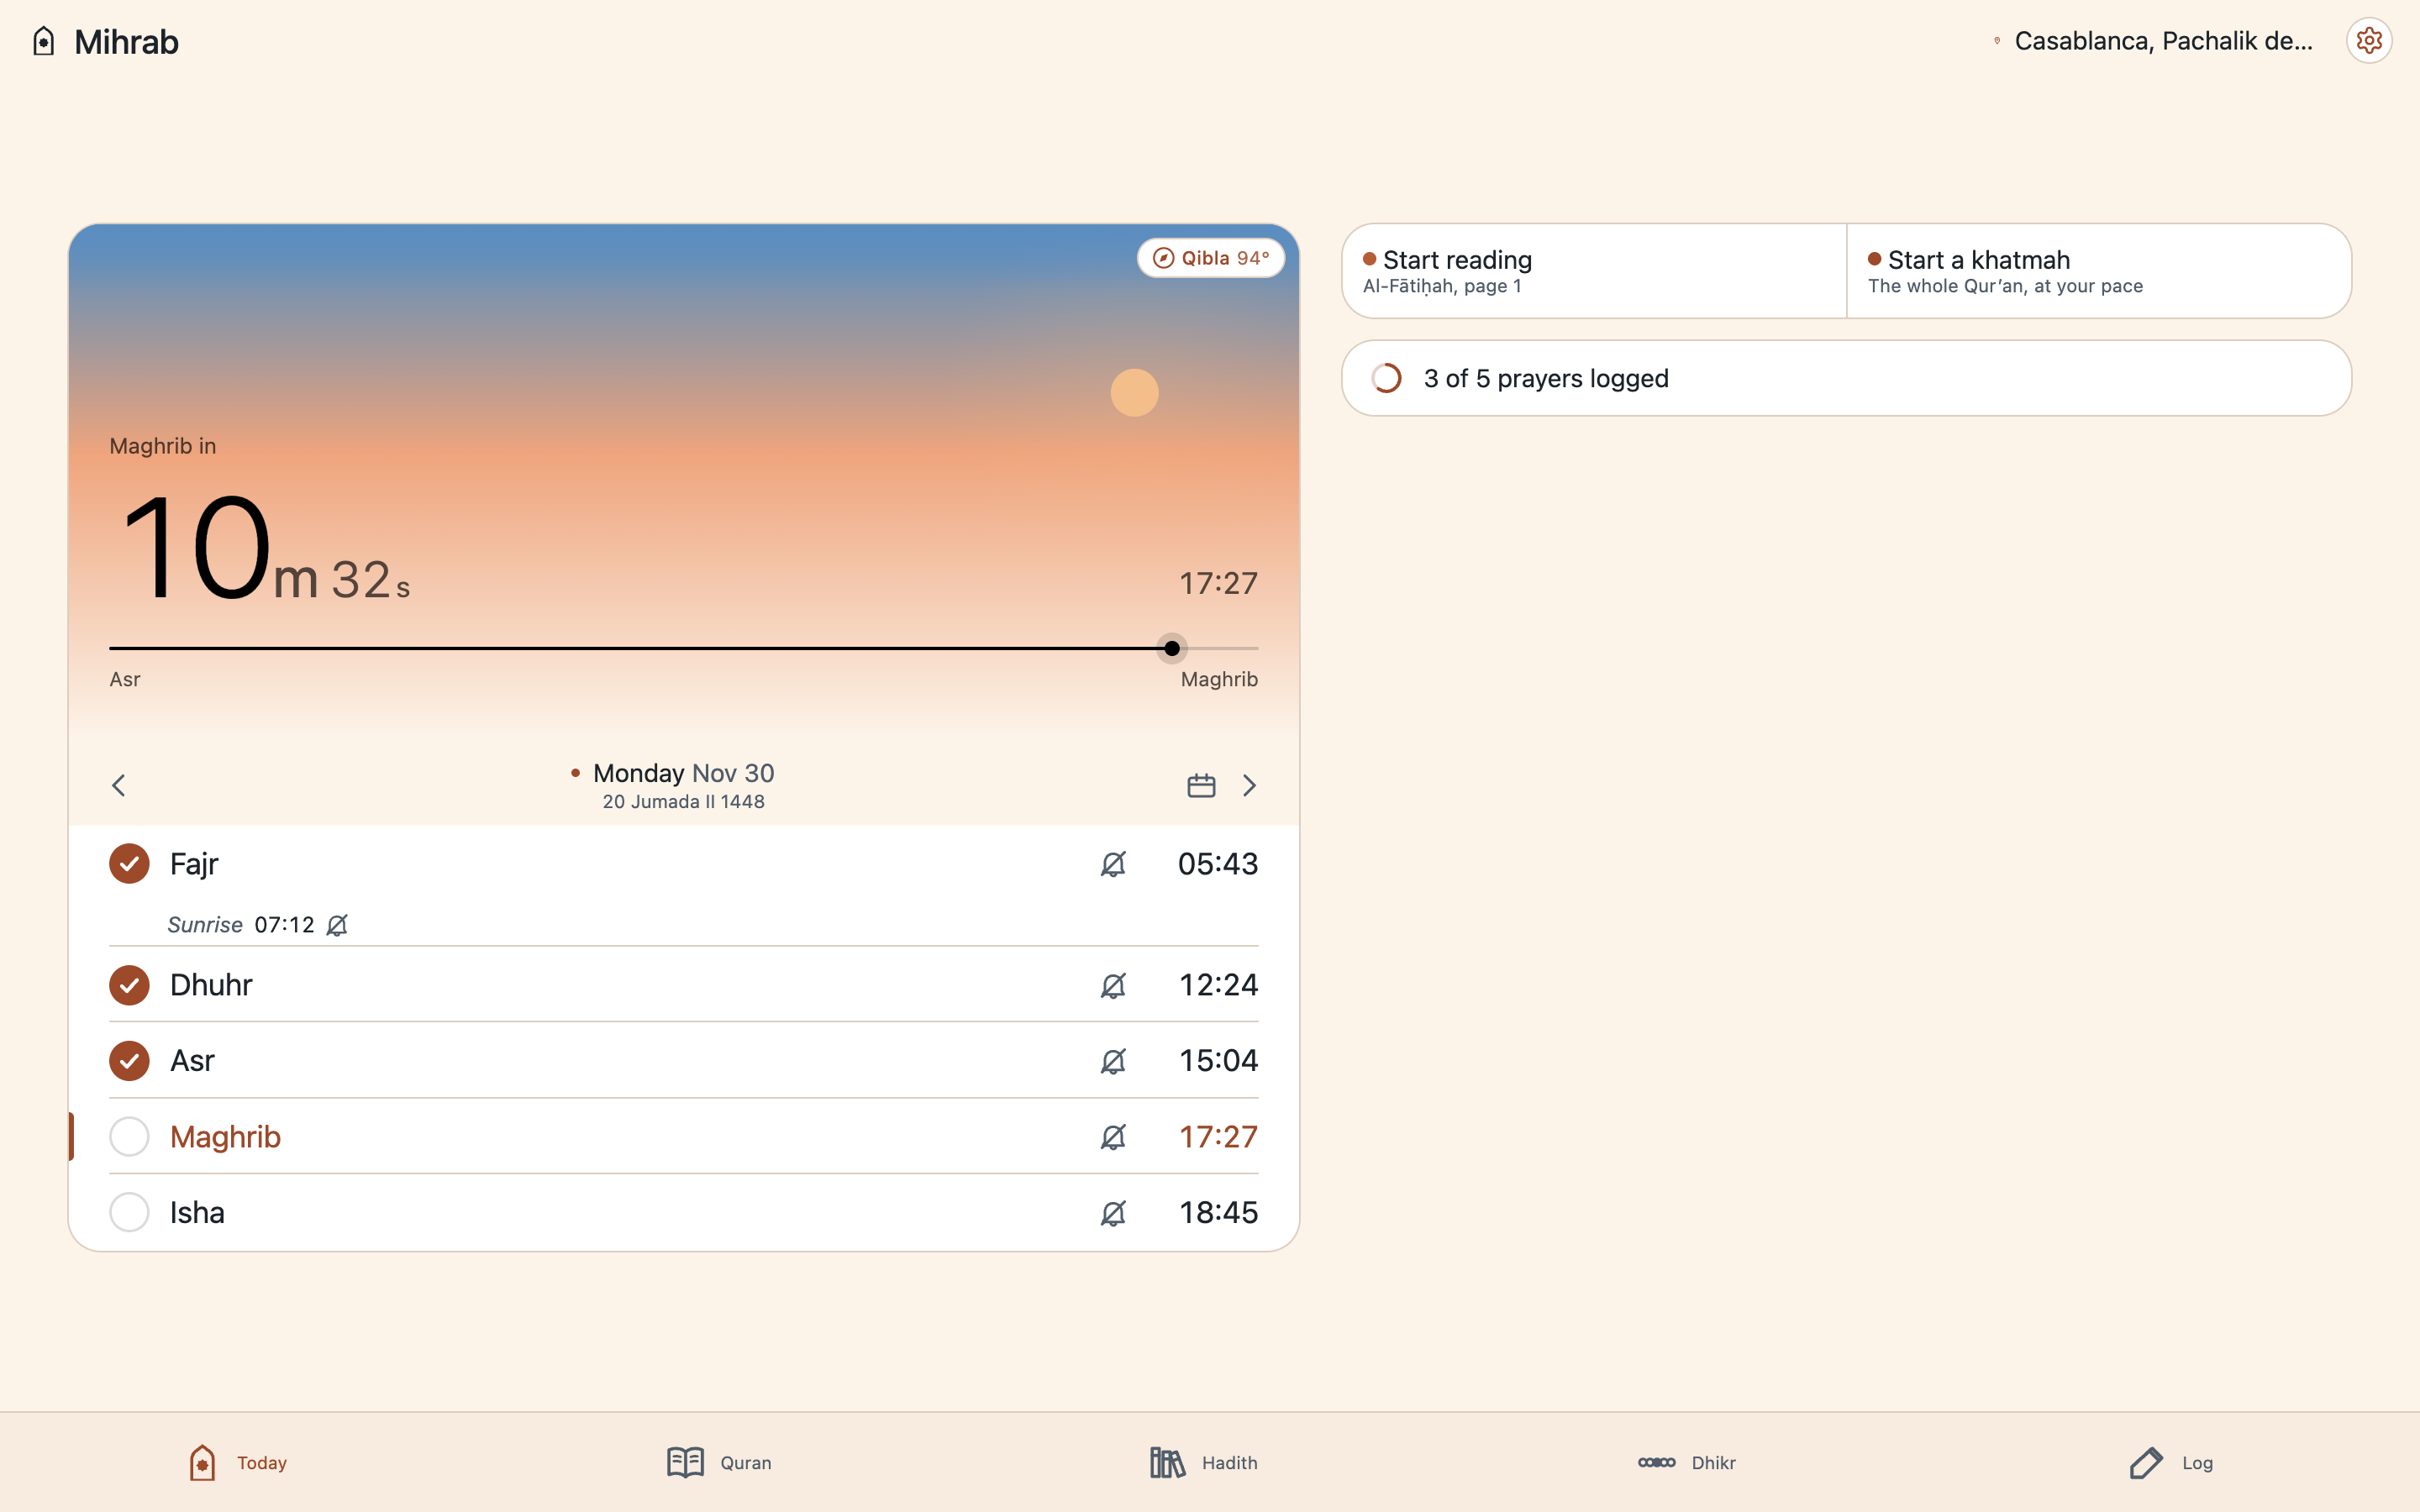 Mihrab
Casablanca, Pachalik de...
Qibla 94°
Maghrib in
10m 32s
17:27
Asr
Maghrib
Monday Nov 30
20 Jumada II 1448
Fajr
05:43
Sunrise 07:12
Dhuhr
12:24
Asr
15:04
Maghrib
17:27
Isha
18:45
Start reading
Al-Fātiḥah, page 1
Start a khatmah
The whole Qur’an, at your pace
3 of 5 prayers logged
Today
Quran
Hadith
Dhikr
Log